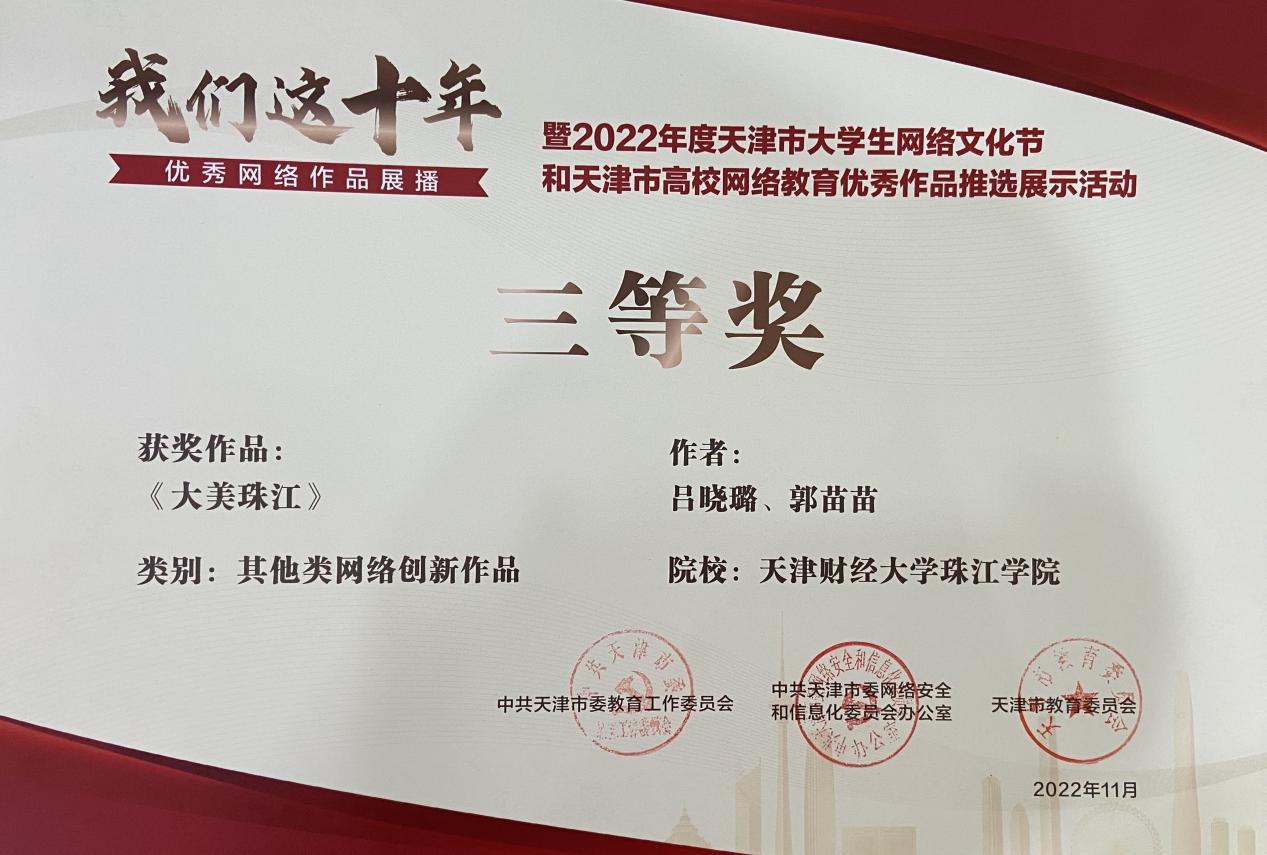 我们这十年
优秀网络作品展播
暨2022年度天津市大学生网络文化节
和天津市高校网络教育优秀作品推选展示活动
三等奖
获奖作品：
《大美珠江》
作者：
吕晓璐、郭苗苗
类别：其他类网络创新作品
院校：天津财经大学珠江学院
中共天津市委教育工作委员会
中共天津市委网络安全
和信息化委员会办公室
天津市教育委员会
2022年11月